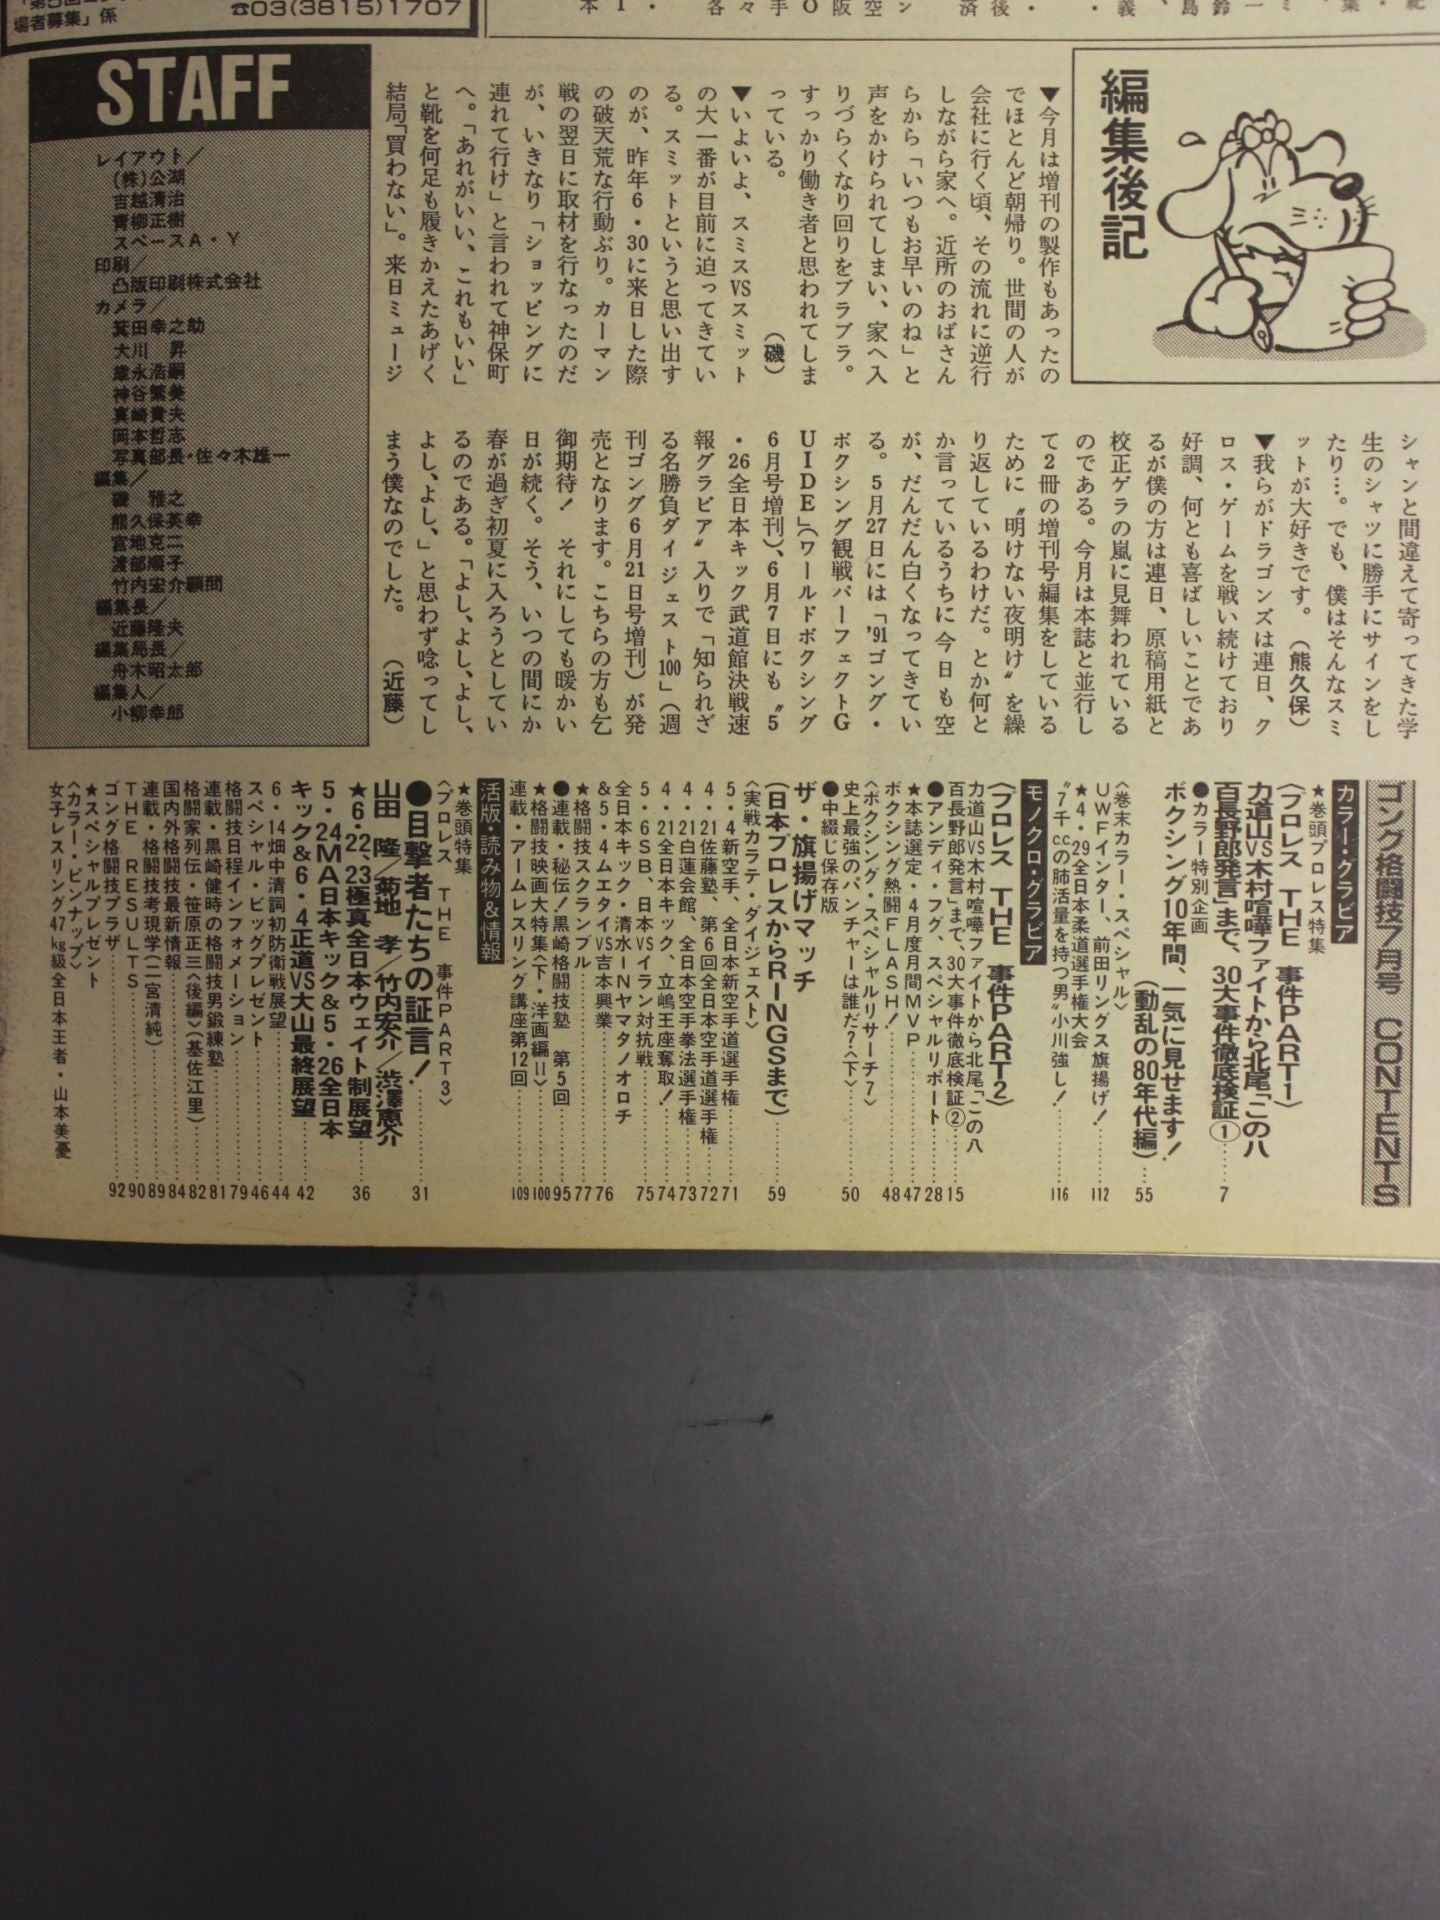 場者募集」係
☎03(3815)1707
編集後記
▼今月は増刊の製作もあったの
でほとんど朝帰り。世間の人が
会社に行く頃、その流れに逆行
しながら家へ。近所のおばさん
らから「いつもお早いのね」と
声をかけられてしまい、家へ入
りづらくなり回りをブラブラ。
すっかり働き者と思われてしま
っている。　（磯）
▼いよいよ、スミスVSスミット
の大一番が目前に迫ってきてい
る。スミットというと思い出す
のが、昨年6・30に来日した際
の破天荒な行動ぶり。カーマン
戦の翌日に取材を行なったのだ
が、いきなり「ショッピングに
連れて行け」と言われて神保町
へ。「あれがいい、これもいい」
と靴を何足も履きかえたあげく
結局「買わない」。来日ミュージ
シャンと間違えて寄ってきた学
生のシャツに勝手にサインをし
たり…。でも、僕はそんなスミ
ットが大好きです。　（熊久保）
▼我らがドラゴンズは連日、ク
ロス・ゲームを戦い続けており
好調、何とも喜ばしいことであ
るが僕の方は連日、原稿用紙と
校正ゲラの嵐に見舞われている
のである。今月は本誌と並行し
て2冊の増刊号編集をしている
ために〝明けない夜明け〟を繰
り返しているわけだ。とか何と
か言っているうちに今日も空
が、だんだん白くなってきてい
る。5月27日には「'91ゴング・
ボクシング観戦パーフェクトG
UIDE」(ワールドボクシング
6月号増刊)、6月7日にも〝5
・26全日本キック武道館決戦速
報グラビア〟入りで「知られざ
る名勝負ダイジェスト100」(週
刊ゴング6月21日号増刊)が発
売となります。こちらの方も乞
御期待！それにしても暖かい
日が続く。そう、いつの間にか
春が過ぎ初夏に入ろうとしてい
るのである。「よし、よし、よし、
よし、よし、」と思わず唸ってし
まう僕なのでした。　（近藤）
STAFF
レイアウト／
(株)公湖
吉越清治
青柳正樹
スペースA・Y
印刷／
凸版印刷株式会社
カメラ／
箕田幸之助
大川　昇
神谷繁美
真崎貴夫
岡本哲志
写真部長・佐々木雄一
編集／
磯　雅之
熊久保英幸
宮地克二
渡部順子
竹内宏介顧問
編集長／
近藤隆夫
編集局長／
舟木昭太郎
編集人／
小柳幸郎
ゴング格闘技7月号 CONTENTS
カラー・グラビア
★巻頭プロレス特集
〈プロレス THE 事件PART1〉
力道山VS木村喧嘩ファイトから北尾「この八
百長野郎発言」まで、30大事件徹底検証①……7
●カラー特別企画
ボクシング10年間、一気に見せます！
(動乱の80年代編)……55
〈巻末カラー・スペシャル〉
UWFインター、前田リングス旗揚げ！……112
★4・29全日本柔道選手権大会
〝7千ccの肺活量を持つ男〟小川強し！……116
モノクロ・グラビア
〈プロレス THE 事件PART2〉
力道山VS木村喧嘩ファイトから北尾「この八
百長野郎発言」まで、30大事件徹底検証②……15
●アンディ・フグ、スペシャルリポート……28
★本誌選定・4月度月間MVP……47
ボクシング熱闘FLASH！……48
〈ボクシング・スペシャルリサーチ7〉
史上最強のパンチャーは誰だ？〈下〉……50
●中綴じ保存版
ザ・旗揚げマッチ
(日本プロレスからRINGSまで)……59
〈実戦カラテ・ダイジェスト〉
5・4新空手、全日本新空手道選手権……71
4・21佐藤塾、第6回全日本空手道選手権……72
4・21白蓮会館、全日本空手拳法選手権……73
4・21全日本キック、立嶋王座奪取！……74
5・6SB、日本VSイラン対抗戦……75
全日本キック・清水－Nヤマタノオロチ
&5・4ムエタイVS吉本興業……76
★格闘技スクランブル……77
●連載・秘伝！黒崎格闘技塾 第5回……95
★格闘技映画大特集〈下・洋画編Ⅱ〉……100
連載・アームレスリング講座第12回……109
活版・読み物&情報
★巻頭特集
〈プロレス THE 事件PART3〉
●目撃者たちの証言！……31
山田　隆／菊地　孝／竹内宏介／渋澤恵介
★6・22、23極真全日本ウェイト制展望……36
5・24MA日本キック&5・26全日本
キック&6・4正道VS大山最終展望……42
6・14畑中清詞初防衛戦展望……44
スペシャル・ビッグプレゼント……46
格闘技日程インフォメーション……79
連載・黒崎健時の格闘技男鍛練塾……81
格闘家列伝・笹原正三〈後編〉(基佐江里)……82
国内外格闘技最新情報……84
連載・格闘技考現学(二宮清純)……89
THE RESULTS……90
ゴング格闘技プラザ……92
★スペシャルプレゼント
〈カラー・ピンナップ〉
女子レスリング47kg級全日本王者・山本美憂